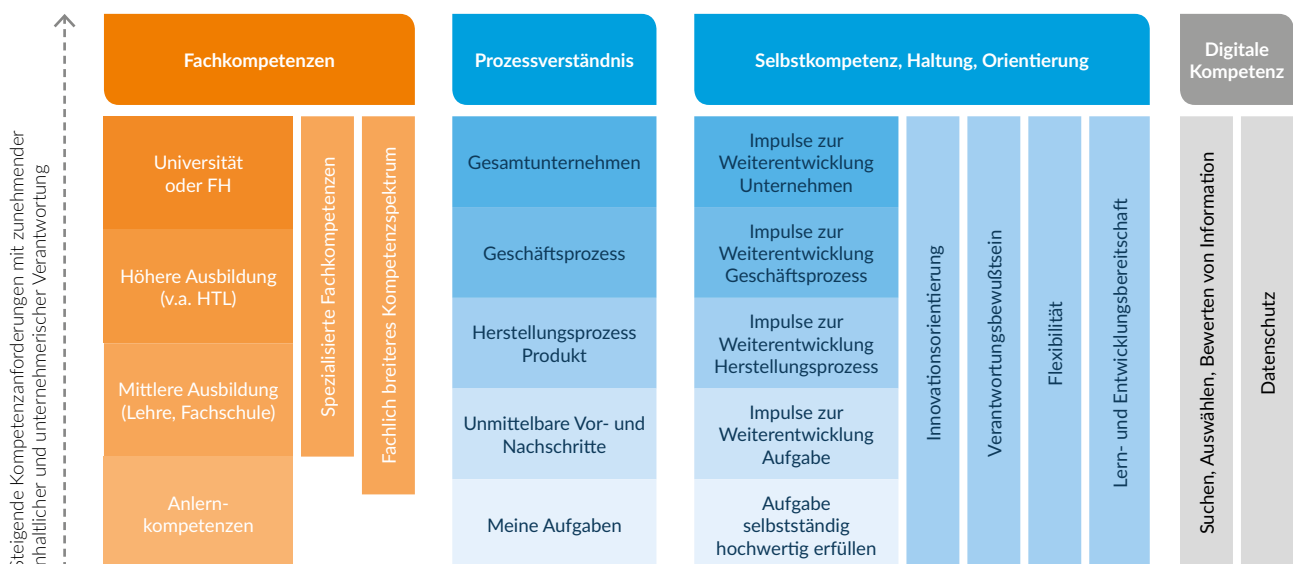 Steigende Kompetenzanforderungen mit zunehmender
inhaltlicher und unternehmerischer Verantwortung
Fachkompetenzen
Universität
oder FH
Höhere Ausbildung
(v.a. HTL)
Mittlere Ausbildung
(Lehre, Fachschule)
Anlern-
kompetenzen
Spezialisierte Fachkompetenzen
Fachlich breiteres Kompetenzspektrum
Prozessverständnis
Gesamtunternehmen
Geschäftsprozess
Herstellungsprozess
Produkt
Unmittelbare Vor- und
Nachschritte
Meine Aufgaben
Selbstkompetenz, Haltung, Orientierung
Impulse zur
Weiterentwicklung
Unternehmen
Impulse zur
Weiterentwicklung
Geschäftsprozess
Impulse zur
Weiterentwicklung
Herstellungsprozess
Impulse zur
Weiterentwicklung
Aufgabe
Aufgabe
selbstständig
hochwertig erfüllen
Innovationsorientierung
Verantwortungsbewußtsein
Flexibilität
Lern- und Entwicklungsbereitschaft
Digitale
Kompetenz
Suchen, Auswählen, Bewerten von Information
Datenschutz